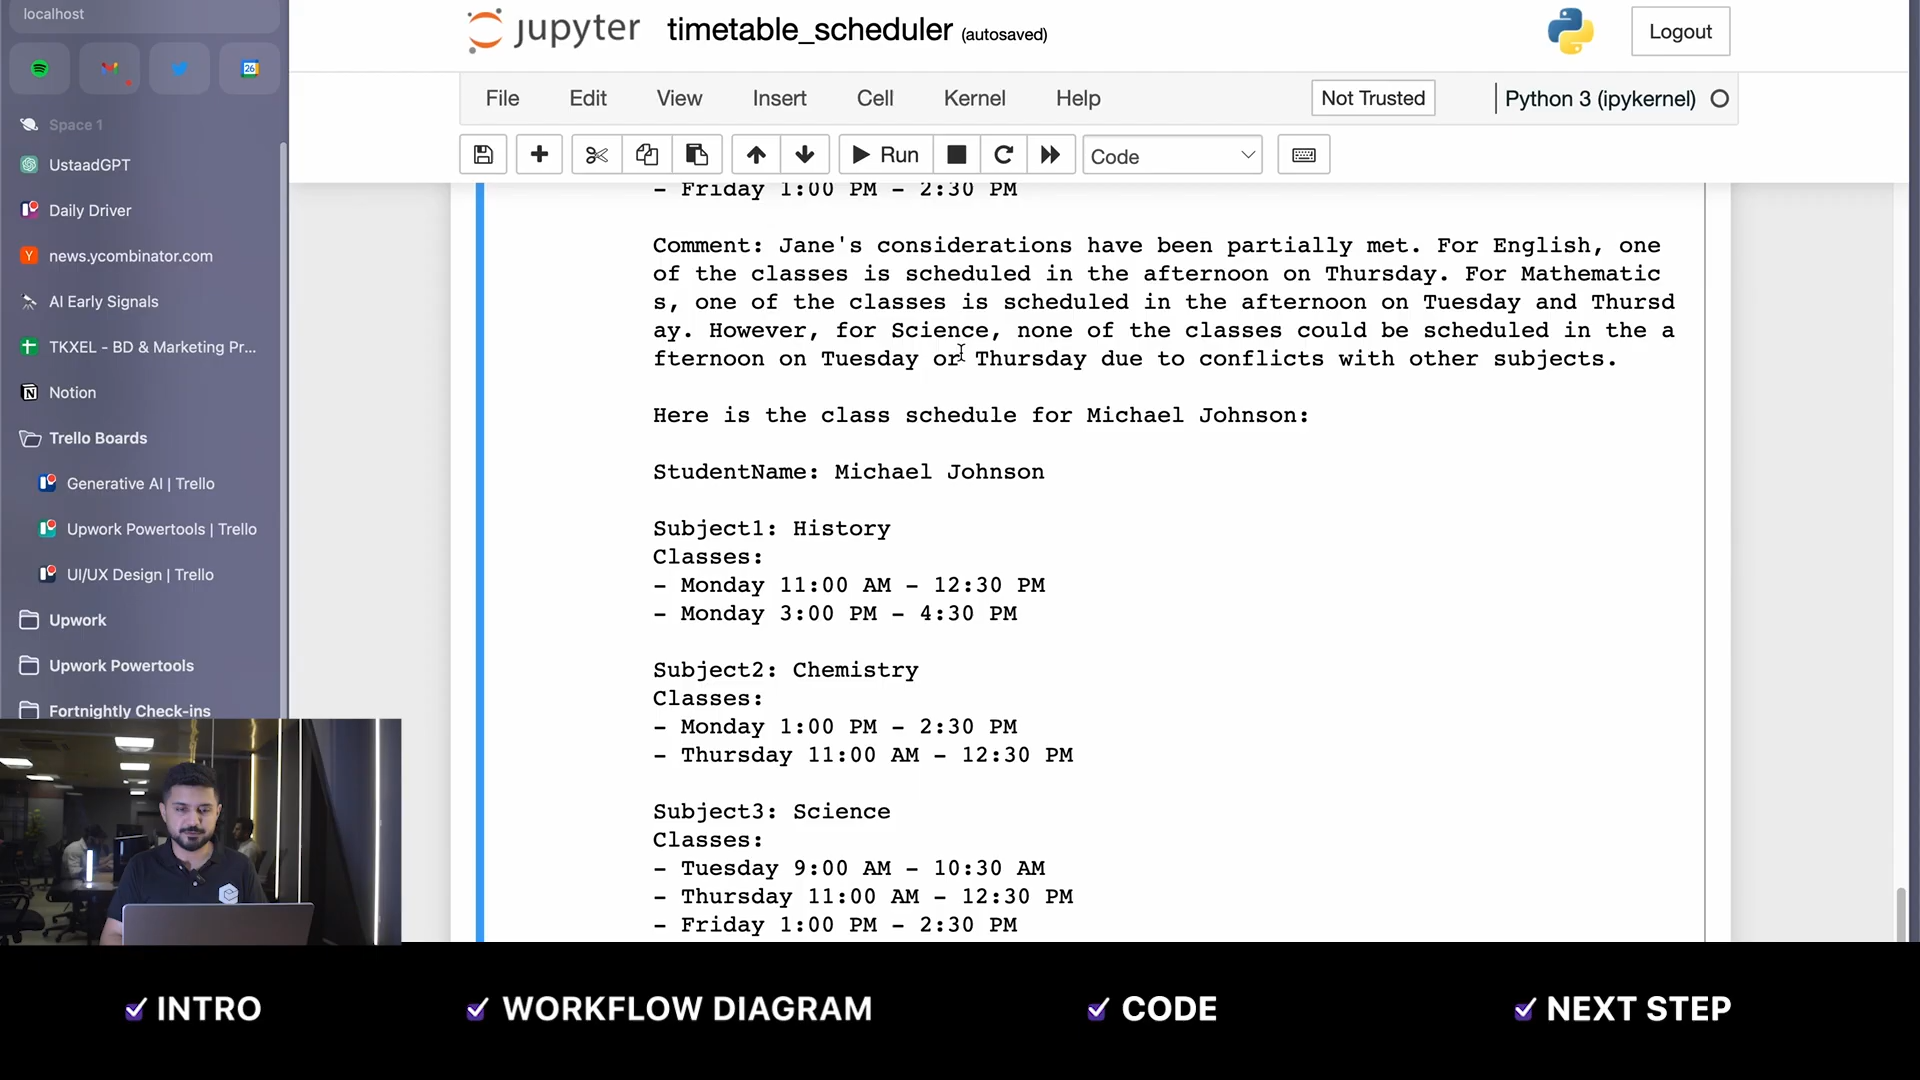 localhost
jupyter timetable_scheduler (autosaved)
Logout
File Edit View Insert Cell Kernel Help Not Trusted Python 3 (ipykernel)
Run Code
26
Space 1
UstaadGPT
Daily Driver
Y news.ycombinator.com
AI Early Signals
TKXEL - BD & Marketing Pr...
Notion
Trello Boards
Generative AI | Trello
Upwork Powertools | Trello
UI/UX Design | Trello
Upwork
Upwork Powertools
Fortnightly Check-ins
- Friday 1:00 PM - 2:30 PM
Comment: Jane's considerations have been partially met. For English, one
of the classes is scheduled in the afternoon on Thursday. For Mathematic
s, one of the classes is scheduled in the afternoon on Tuesday and Thursd
ay. However, for Science, none of the classes could be scheduled in the a
fternoon on Tuesday or Thursday due to conflicts with other subjects.
Here is the class schedule for Michael Johnson:
StudentName: Michael Johnson
Subject1: History
Classes:
- Monday 11:00 AM - 12:30 PM
- Monday 3:00 PM - 4:30 PM
Subject2: Chemistry
Classes:
- Monday 1:00 PM - 2:30 PM
- Thursday 11:00 AM - 12:30 PM
Subject3: Science
Classes:
- Tuesday 9:00 AM - 10:30 AM
- Thursday 11:00 AM - 12:30 PM
- Friday 1:00 PM - 2:30 PM
INTRO
WORKFLOW DIAGRAM
CODE
NEXT STEP